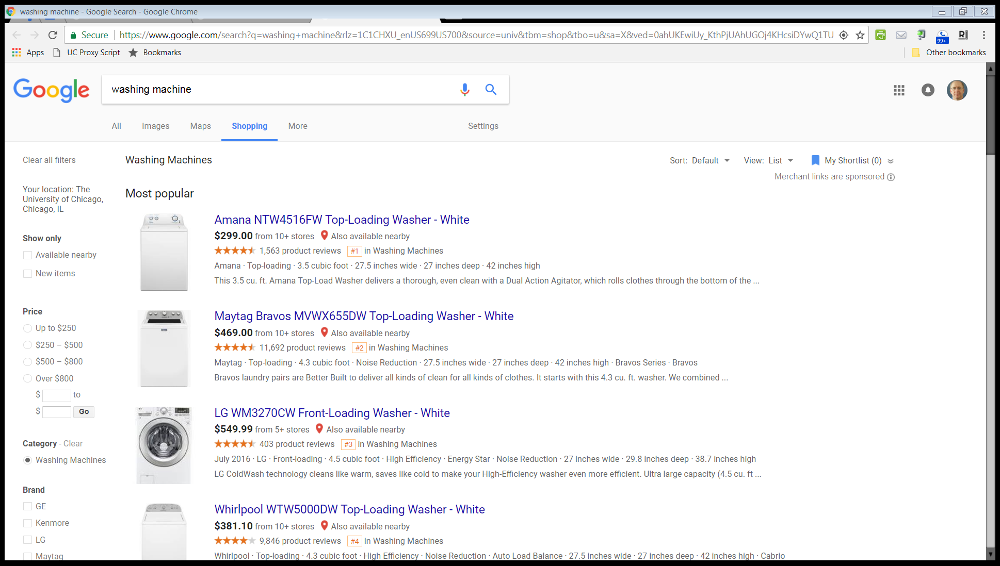 washing machine - Google Search - Google Chrome
Secure
https://www.google.com/search?q=washing+machine&rlz=1C1CHXU_enUS699US700&source=univ&tbm=shop&tbo=u&sa=X&ved=0ahUKEwiUy_KthPjUAhUGOj4KHcsiDYwQ1TU
99+
R
Apps
UC Proxy Script
Bookmarks
Other bookmarks
Google
washing machine
All
Images
Maps
Shopping
More
Settings
Clear all filters
Your location: The
University of Chicago,
Chicago, IL
Show only
Available nearby
New items
Price
Up to $250
$250 – $500
$500 – $800
Over $800
$ to
$ Go
Category - Clear
Washing Machines
Brand
GE
Kenmore
LG
Maytag
Washing Machines
Sort: Default
View: List
My Shortlist (0)
Merchant links are sponsored
Most popular
Amana NTW4516FW Top-Loading Washer - White
$299.00 from 10+ stores Also available nearby
1,563 product reviews #1 in Washing Machines
Amana · Top-loading · 3.5 cubic foot · 27.5 inches wide · 27 inches deep · 42 inches high
This 3.5 cu. ft. Amana Top-Load Washer delivers a thorough, even clean with a Dual Action Agitator, which rolls clothes through the bottom of the ...
Maytag Bravos MVWX655DW Top-Loading Washer - White
$469.00 from 10+ stores Also available nearby
11,692 product reviews #2 in Washing Machines
Maytag · Top-loading · 4.3 cubic foot · Noise Reduction · 27.5 inches wide · 27 inches deep · 42 inches high · Bravos Series · Bravos
Bravos laundry pairs are Better Built to deliver all kinds of clean for all kinds of clothes. It starts with this 4.3 cu. ft. washer. We combined ...
LG WM3270CW Front-Loading Washer - White
$549.99 from 5+ stores Also available nearby
403 product reviews #3 in Washing Machines
July 2016 · LG · Front-loading · 4.5 cubic foot · High Efficiency · Energy Star · Noise Reduction · 27 inches wide · 29.8 inches deep · 38.7 inches high
LG ColdWash technology cleans like warm, saves like cold to make your High-Efficiency washer even more efficient. Ultra large capacity (4.5 cu. ft ...
Whirlpool WTW5000DW Top-Loading Washer - White
$381.10 from 10+ stores Also available nearby
9,846 product reviews #4 in Washing Machines
Whirlpool · Top-loading · 4.3 cubic foot · High Efficiency · Noise Reduction · Auto Load Balance · 27.5 inches wide · 27 inches deep · 42 inches high · Cabrio